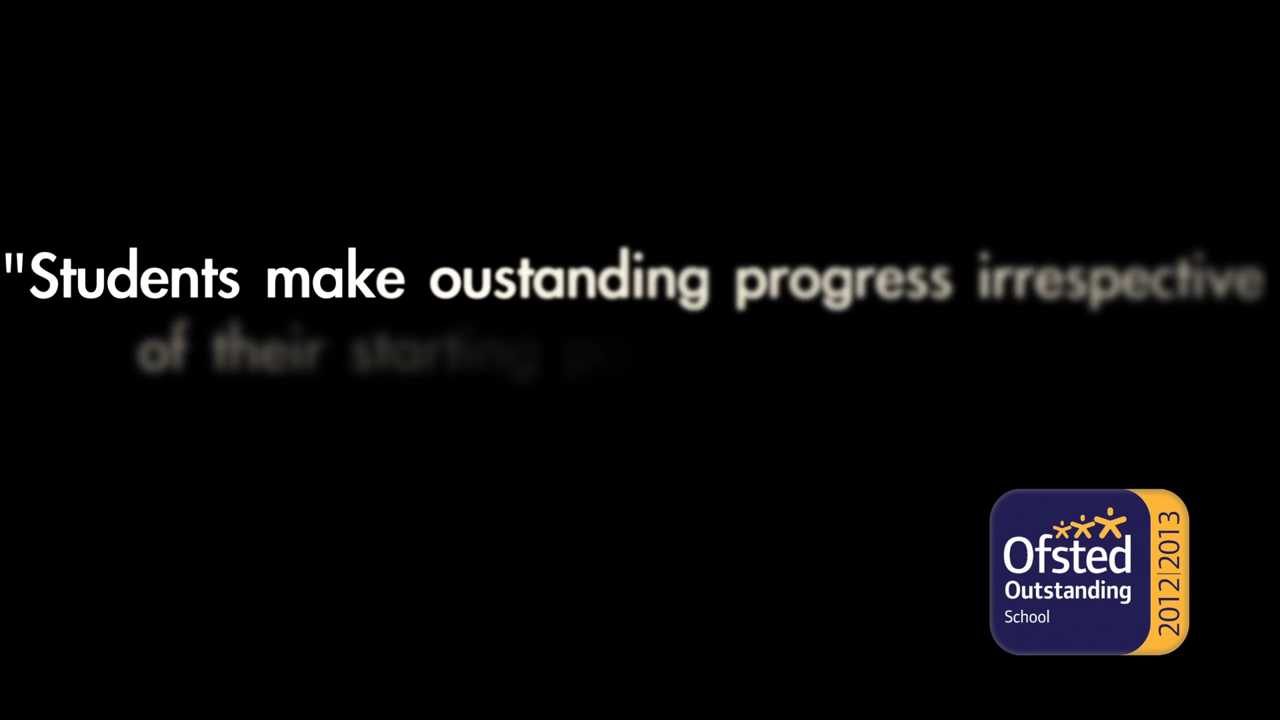 "Students make oustanding progress irrespective
of their starting
Ofsted
Outstanding
School
2012|2013